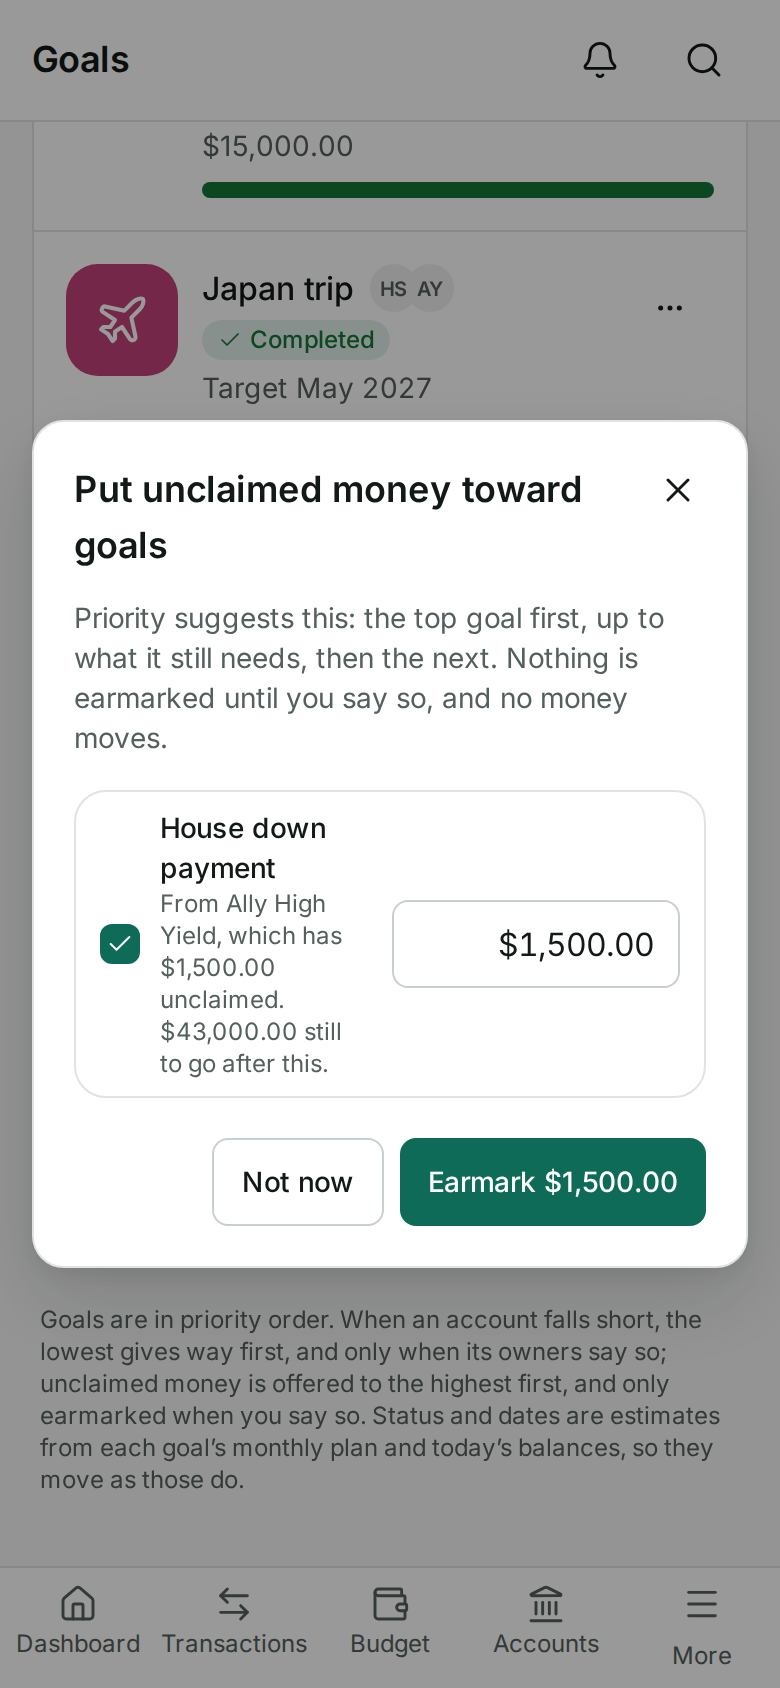 Goals
$15,000.00
Japan trip HS AY
Completed
Target May 2027
Put unclaimed money toward
goals
Priority suggests this: the top goal first, up to
what it still needs, then the next. Nothing is
earmarked until you say so, and no money
moves.
House down
payment
From Ally High
Yield, which has
$1,500.00
unclaimed.
$43,000.00 still
to go after this.
$1,500.00
Not now
Earmark $1,500.00
Goals are in priority order. When an account falls short, the
lowest gives way first, and only when its owners say so;
unclaimed money is offered to the highest first, and only
earmarked when you say so. Status and dates are estimates
from each goal’s monthly plan and today’s balances, so they
move as those do.
Dashboard
Transactions
Budget
Accounts
More